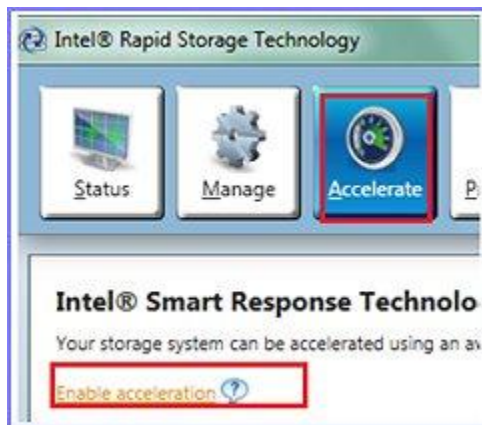 Intel® Rapid Storage Technology
Status
Manage
Accelerate
Intel® Smart Response Technolo
Your storage system can be accelerated using an av
Enable acceleration